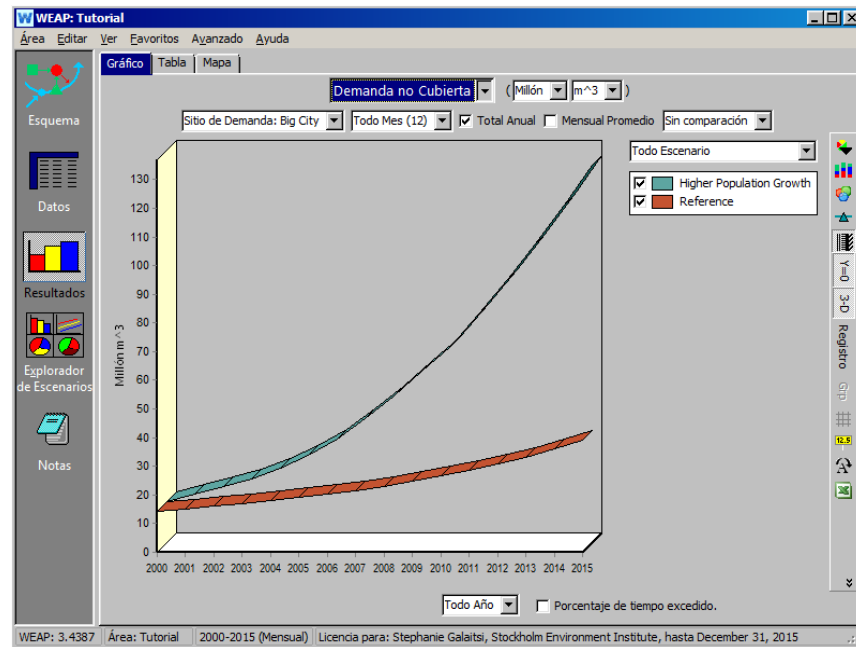 WEAP: Tutorial
Área Editar Ver Favoritos Avanzado Ayuda
Gráfico Tabla Mapa
Demanda no Cubierta ( Millón m^3 )
Sitio de Demanda: Big City Todo Mes (12) Total Anual Mensual Promedio Sin comparación
Todo Escenario
Higher Population Growth
Reference
Esquema
Datos
Resultados
Explorador
de Escenarios
Notas
Millón m^3
130
120
110
100
90
80
70
60
50
40
30
20
10
0
2000 2001 2002 2003 2004 2005 2006 2007 2008 2009 2010 2011 2012 2013 2014 2015
Y=0
3-D
Registro
Grp
12.5
Todo Año Porcentaje de tiempo excedido.
WEAP: 3.4387 Área: Tutorial 2000-2015 (Mensual) Licencia para: Stephanie Galaitsi, Stockholm Environment Institute, hasta December 31, 2015